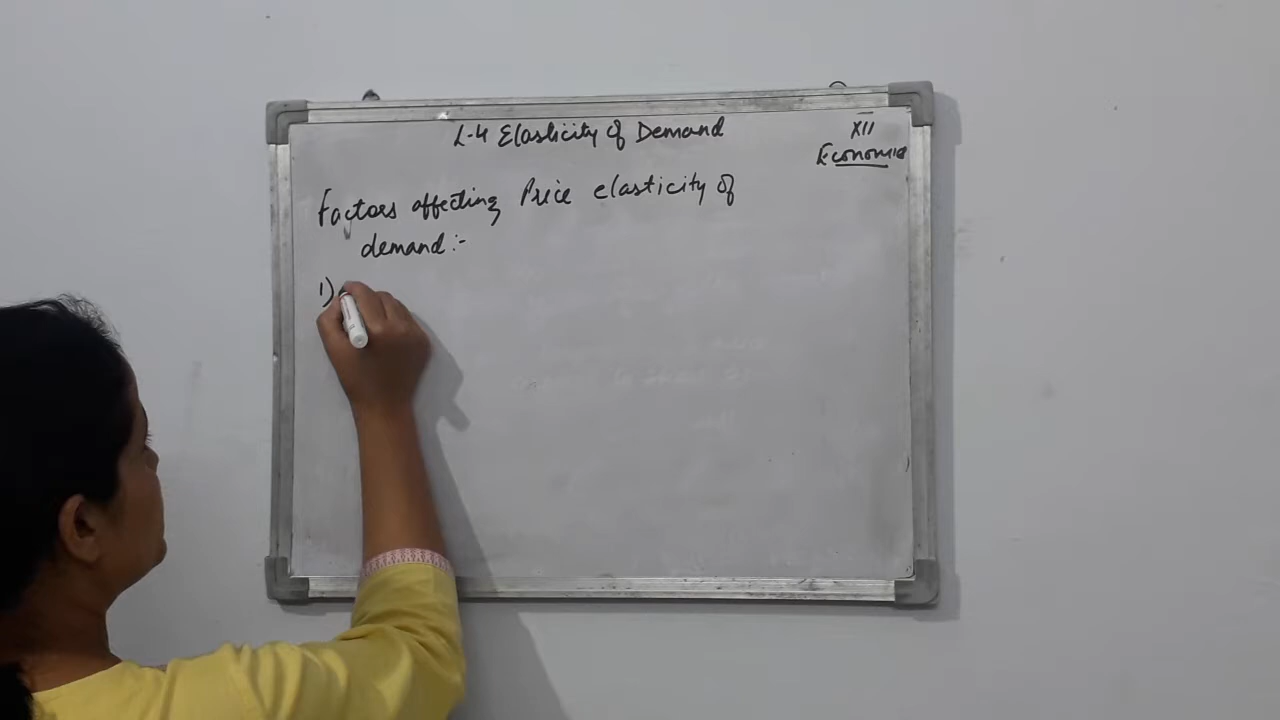 L-4 Elasticity of Demand
XII
Economics
Factors affecting Price elasticity of
demand :-
1)